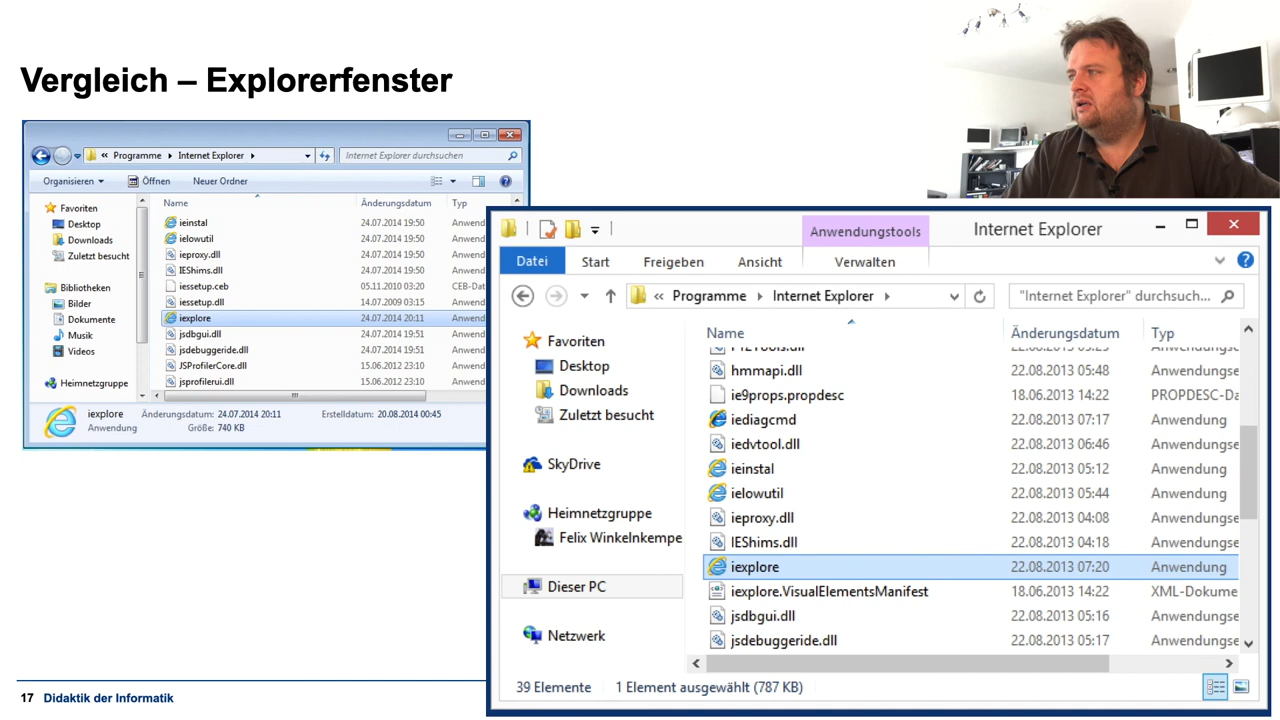 Vergleich – Explorerfenster
« Programme Internet Explorer
Internet Explorer durchsuchen
Organisieren Öffnen Neuer Ordner
Name Änderungsdatum Typ
Favoriten
Desktop
Downloads
Zuletzt besucht
Bibliotheken
Bilder
Dokumente
Musik
Videos
Heimnetzgruppe
ieinstal 24.07.2014 19:50 Anwend
ielowutil 24.07.2014 19:50 Anwend
ieproxy.dll 24.07.2014 19:50 Anwend
IEShims.dll 24.07.2014 19:50 Anwend
iessetup.ceb 05.11.2010 03:20 CEB-Dat
iessetup.dll 14.07.2009 03:15 Anwend
iexplore 24.07.2014 20:11 Anwend
jsdbgui.dll 24.07.2014 19:51 Anwend
jsdebuggeride.dll 24.07.2014 19:51 Anwend
JSProfilerCore.dll 15.06.2012 23:10 Anwend
jsprofilerui.dll 15.06.2012 23:10 Anwend
iexplore Änderungsdatum: 24.07.2014 20:11 Erstelldatum: 20.08.2014 00:45
Anwendung Größe: 740 KB
Anwendungstools Internet Explorer
Datei Start Freigeben Ansicht Verwalten
« Programme Internet Explorer
"Internet Explorer" durchsuch...
Favoriten
Desktop
Downloads
Zuletzt besucht
SkyDrive
Heimnetzgruppe
Felix Winkelnkempe
Dieser PC
Netzwerk
Name Änderungsdatum Typ
hmmapi.dll 22.08.2013 05:48 Anwendungse
ie9props.propdesc 18.06.2013 14:22 PROPDESC-Da
iediagcmd 22.08.2013 07:17 Anwendung
iedvtool.dll 22.08.2013 06:46 Anwendungse
ieinstal 22.08.2013 05:12 Anwendung
ielowutil 22.08.2013 05:44 Anwendung
ieproxy.dll 22.08.2013 04:08 Anwendungse
IEShims.dll 22.08.2013 04:18 Anwendungse
iexplore 22.08.2013 07:20 Anwendung
iexplore.VisualElementsManifest 18.06.2013 14:22 XML-Dokume
jsdbgui.dll 22.08.2013 05:16 Anwendungse
jsdebuggeride.dll 22.08.2013 05:17 Anwendungse
39 Elemente 1 Element ausgewählt (787 KB)
17 Didaktik der Informatik